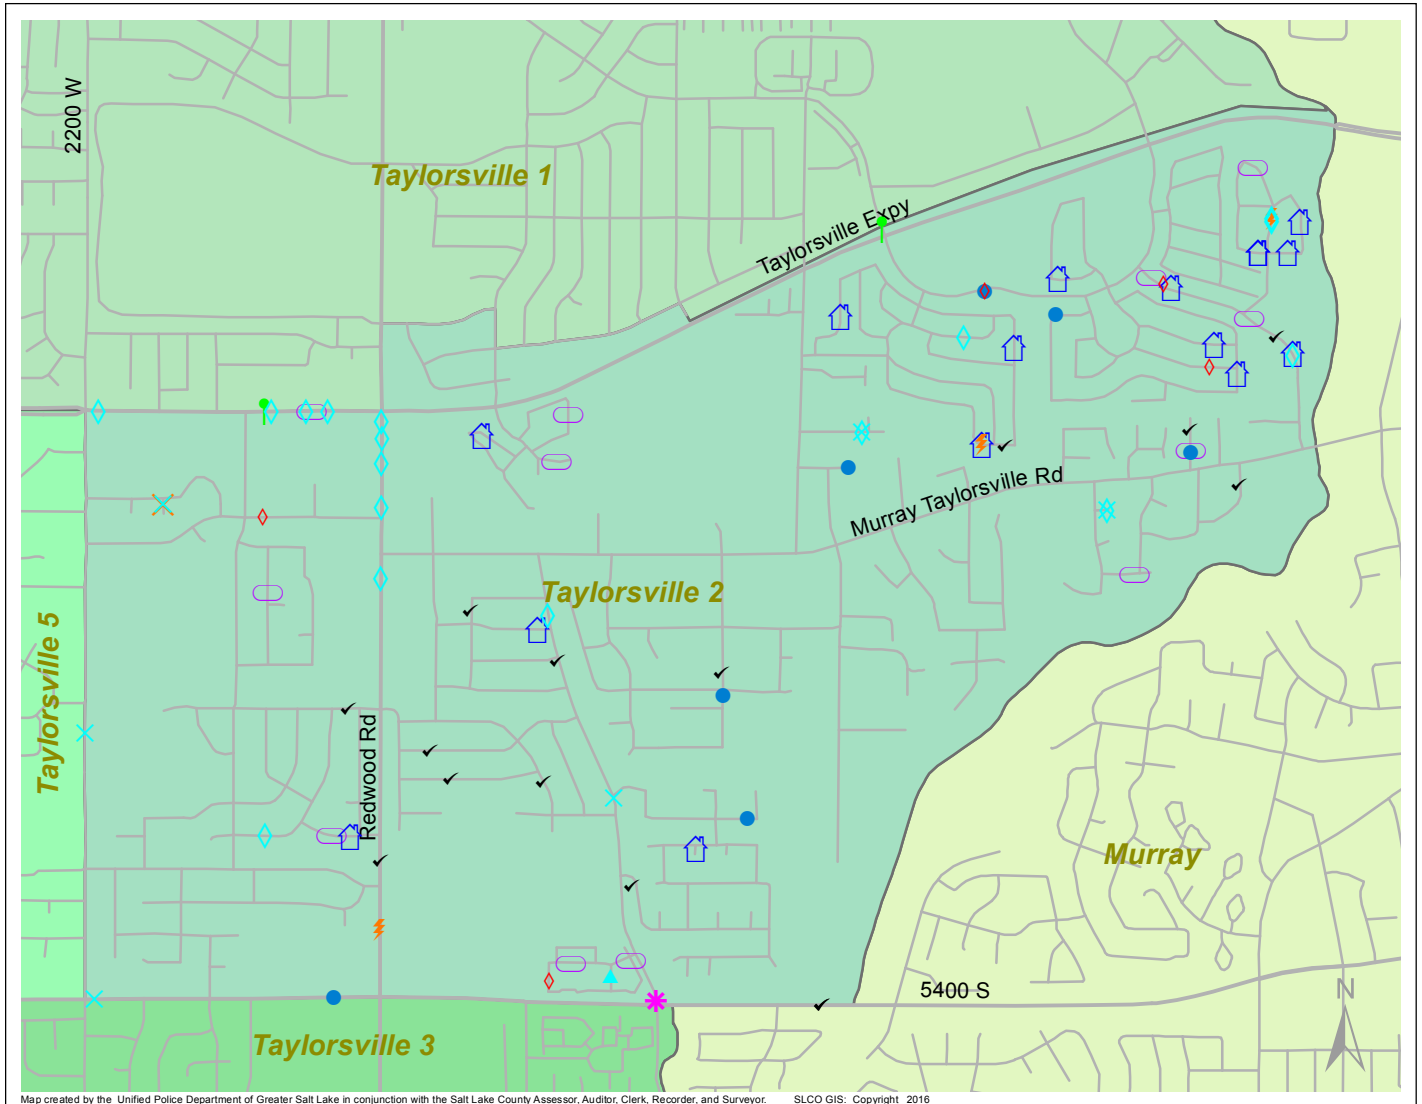 2200 W
Taylorsville 1
Taylorsville Expy
Murray Taylorsville Rd
Taylorsville 2
Taylorsville 5
Redwood Rd
Murray
5400 S
N
Taylorsville 3
Map created by the Unified Police Department of Greater Salt Lake in conjunction with the Salt Lake County Assessor, Auditor, Clerk, Recorder, and Surveyor. SLCO GIS: Copyright 2016